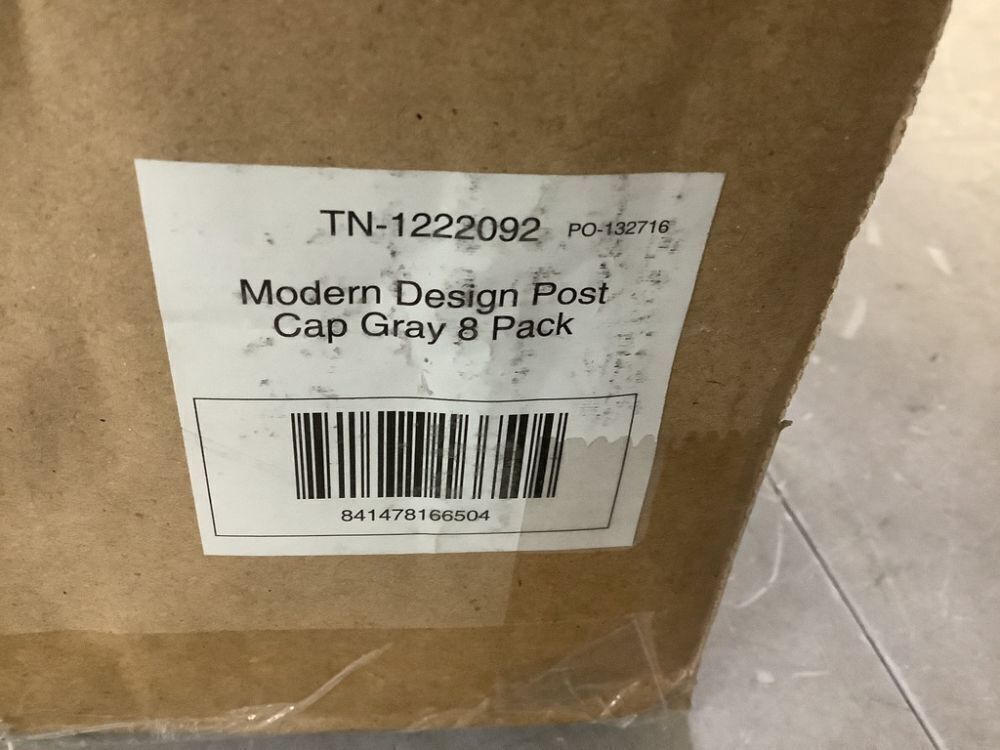 TN-1222092 PO-132716
Modern Design Post
Cap Gray 8 Pack
841478166504